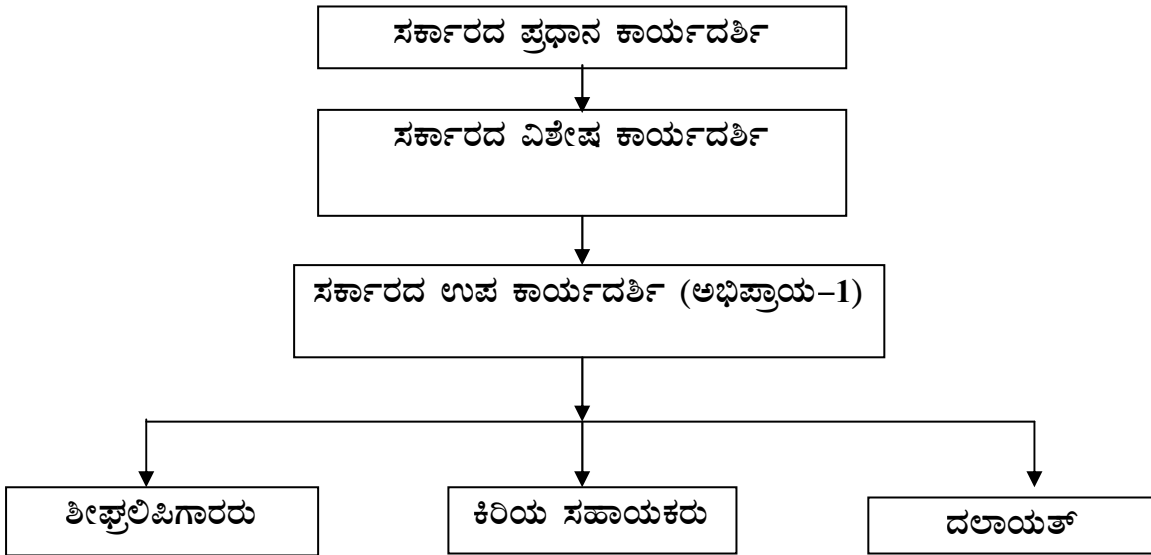 ಸರ್ಕಾರದ ಪ್ರಧಾನ ಕಾರ್ಯದರ್ಶಿ
ಸರ್ಕಾರದ ವಿಶೇಷ ಕಾರ್ಯದರ್ಶಿ
ಸರ್ಕಾರದ ಉಪ ಕಾರ್ಯದರ್ಶಿ (ಅಭಿಪ್ರಾಯ-1)
ಶೀಘ್ರಲಿಪಿಗಾರರು
ಕಿರಿಯ ಸಹಾಯಕರು
ದಲಾಯತ್